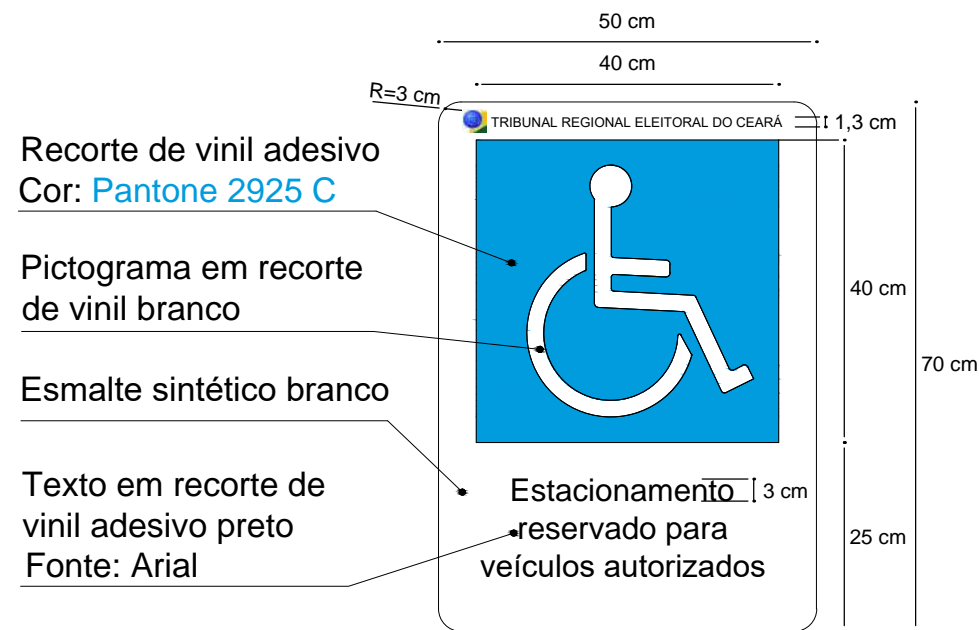 50 cm
40 cm
R=3 cm
TRIBUNAL REGIONAL ELEITORAL DO CEARÁ
1,3 cm
Recorte de vinil adesivo
Cor: Pantone 2925 C
Pictograma em recorte
de vinil branco
40 cm
70 cm
Esmalte sintético branco
Texto em recorte de
vinil adesivo preto
Fonte: Arial
Estacionamento
3 cm
reservado para
veículos autorizados
25 cm